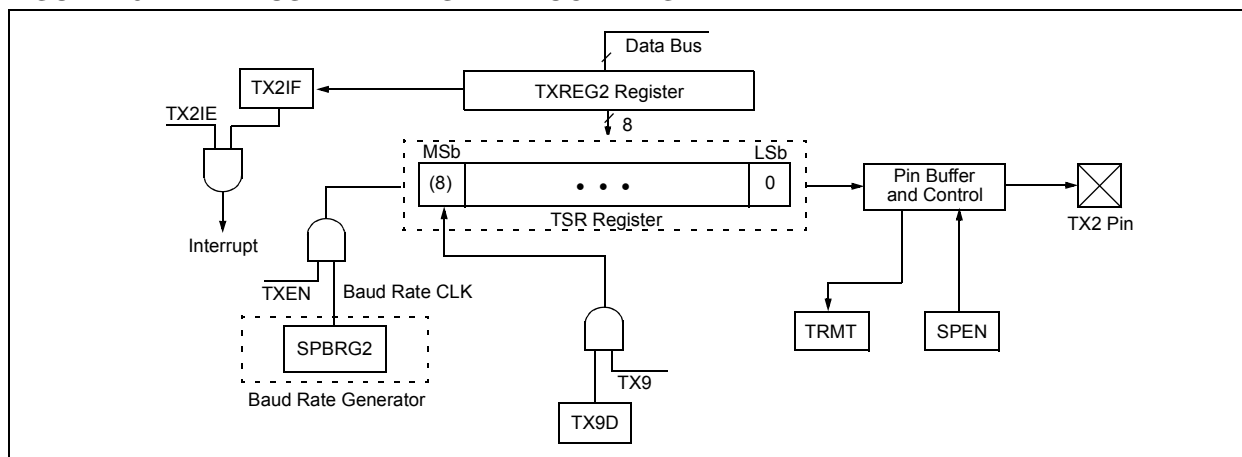 Data Bus
TX2IF
TXREG2 Register
TX2IE
8
MSb
LSb
(8)
• • •
0
Pin Buffer
and Control
TSR Register
TX2 Pin
Interrupt
TXEN
Baud Rate CLK
TRMT
SPEN
SPBRG2
TX9
Baud Rate Generator
TX9D